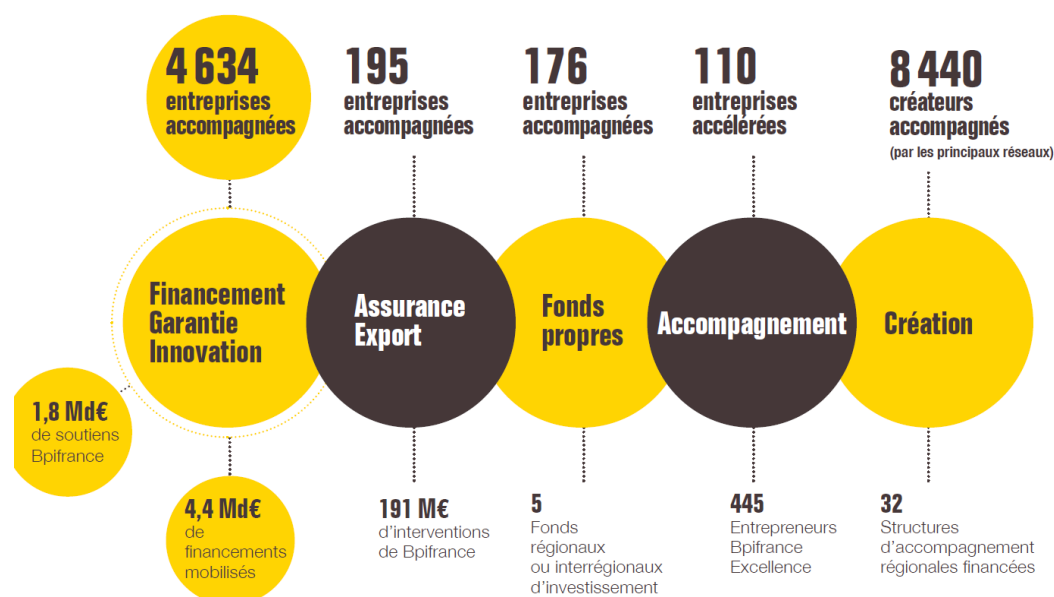 4 634
entreprises
accompagnées
195
entreprises
accompagnées
176
entreprises
accompagnées
110
entreprises
accélérées
8 440
créateurs
accompagnés
(par les principaux réseaux)
Financement
Garantie
Innovation
Assurance
Export
Fonds
propres
Accompagnement
Création
1,8 Md€
de soutiens
Bpifrance
4,4 Md€
de
financements
mobilisés
191 M€
d’interventions
de Bpifrance
5
Fonds
régionaux
ou interrégionaux
d’investissement
445
Entrepreneurs
Bpifrance
Excellence
32
Structures
d’accompagnement
régionales financées